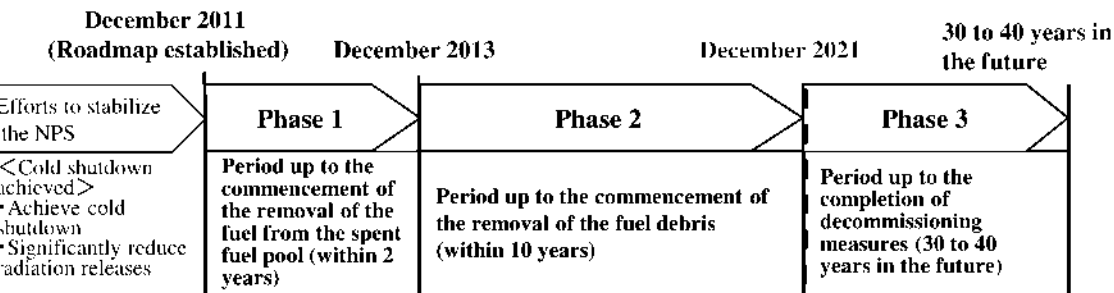 December 2011
(Roadmap established)
December 2013
December 2021
30 to 40 years in
the future
Efforts to stabilize
the NPS
Phase 1
Phase 2
Phase 3
<Cold shutdown
achieved>
・Achieve cold
shutdown
・Significantly reduce
radiation releases
Period up to the
commencement of
the removal of the
fuel from the spent
fuel pool (within 2
years)
Period up to the commencement of
the removal of the fuel debris
(within 10 years)
Period up to the
completion of
decommissioning
measures (30 to 40
years in the future)